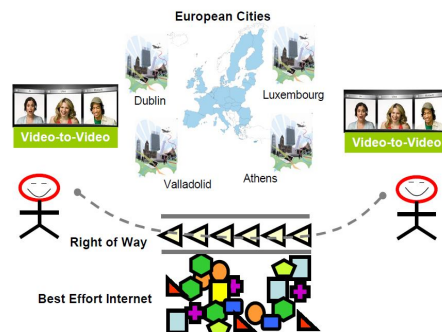 European Cities
Dublin
Luxembourg
Video-to-Video
Video-to-Video
Valladolid
Athens
Right of Way
Best Effort Internet